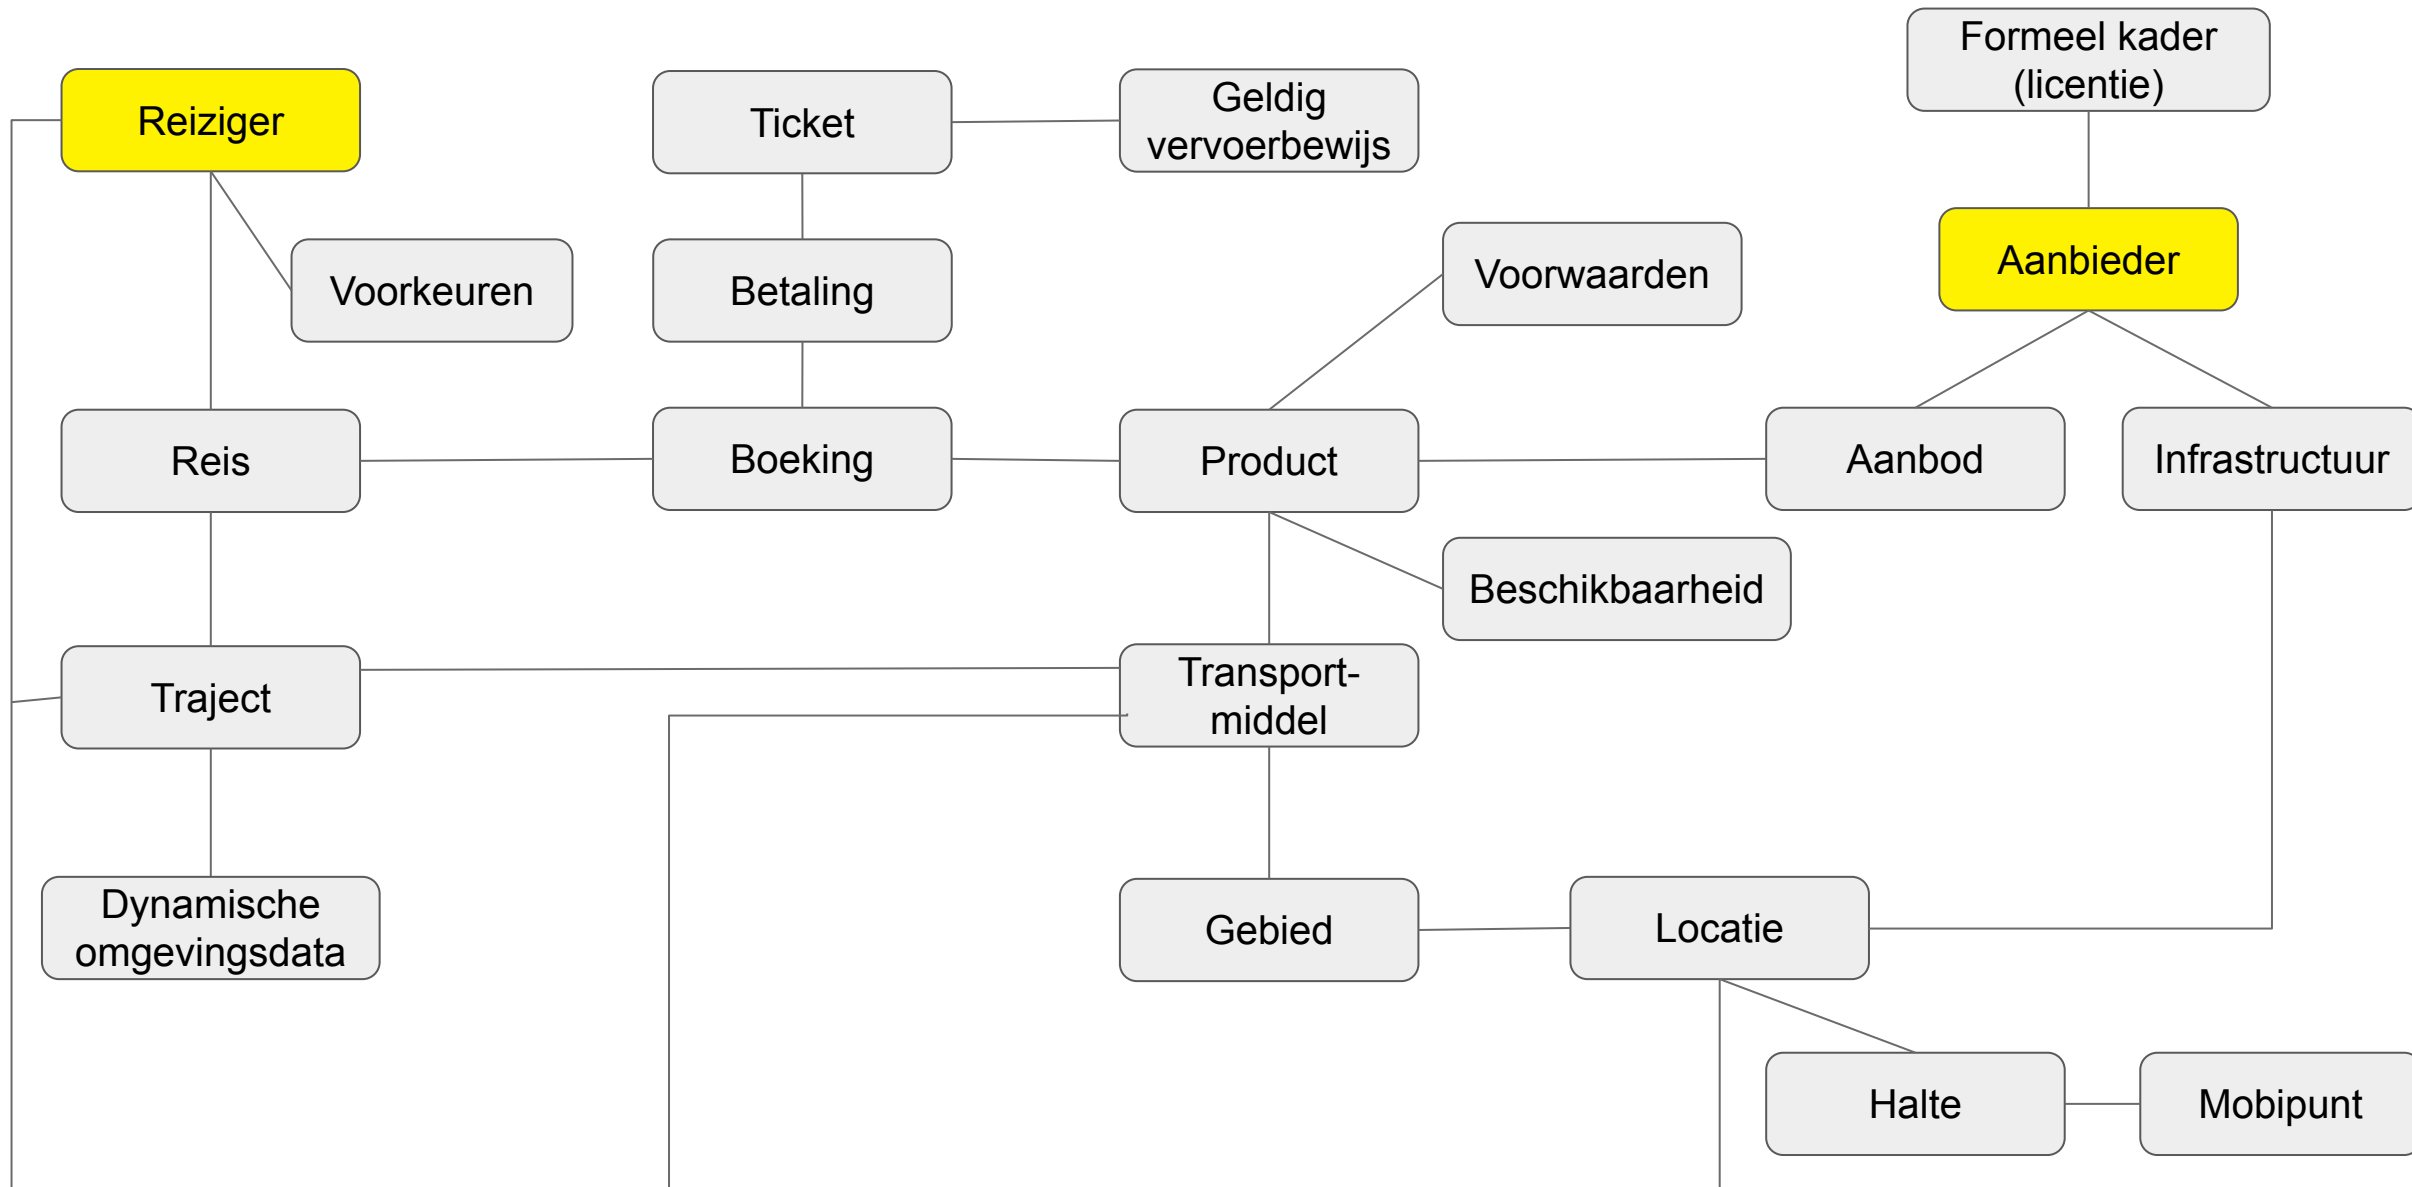 Formeel kader
(licentie)
Reiziger
Ticket
Geldig
vervoerbewijs
Aanbieder
Voorkeuren
Betaling
Voorwaarden
Reis
Boeking
Product
Aanbod
Infrastructuur
Beschikbaarheid
Traject
Transport-
middel
Dynamische
omgevingsdata
Gebied
Locatie
Halte
Mobipunt